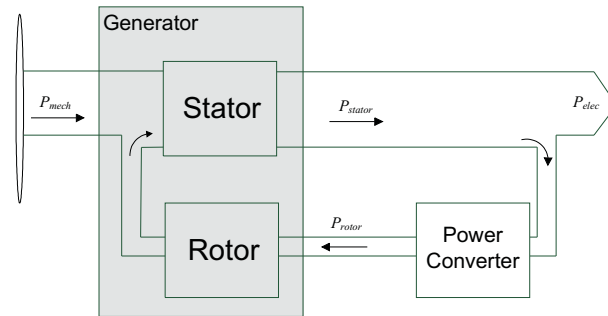 Generator
P_mech
Stator
P_stator
P_elec
Rotor
P_rotor
Power
Converter